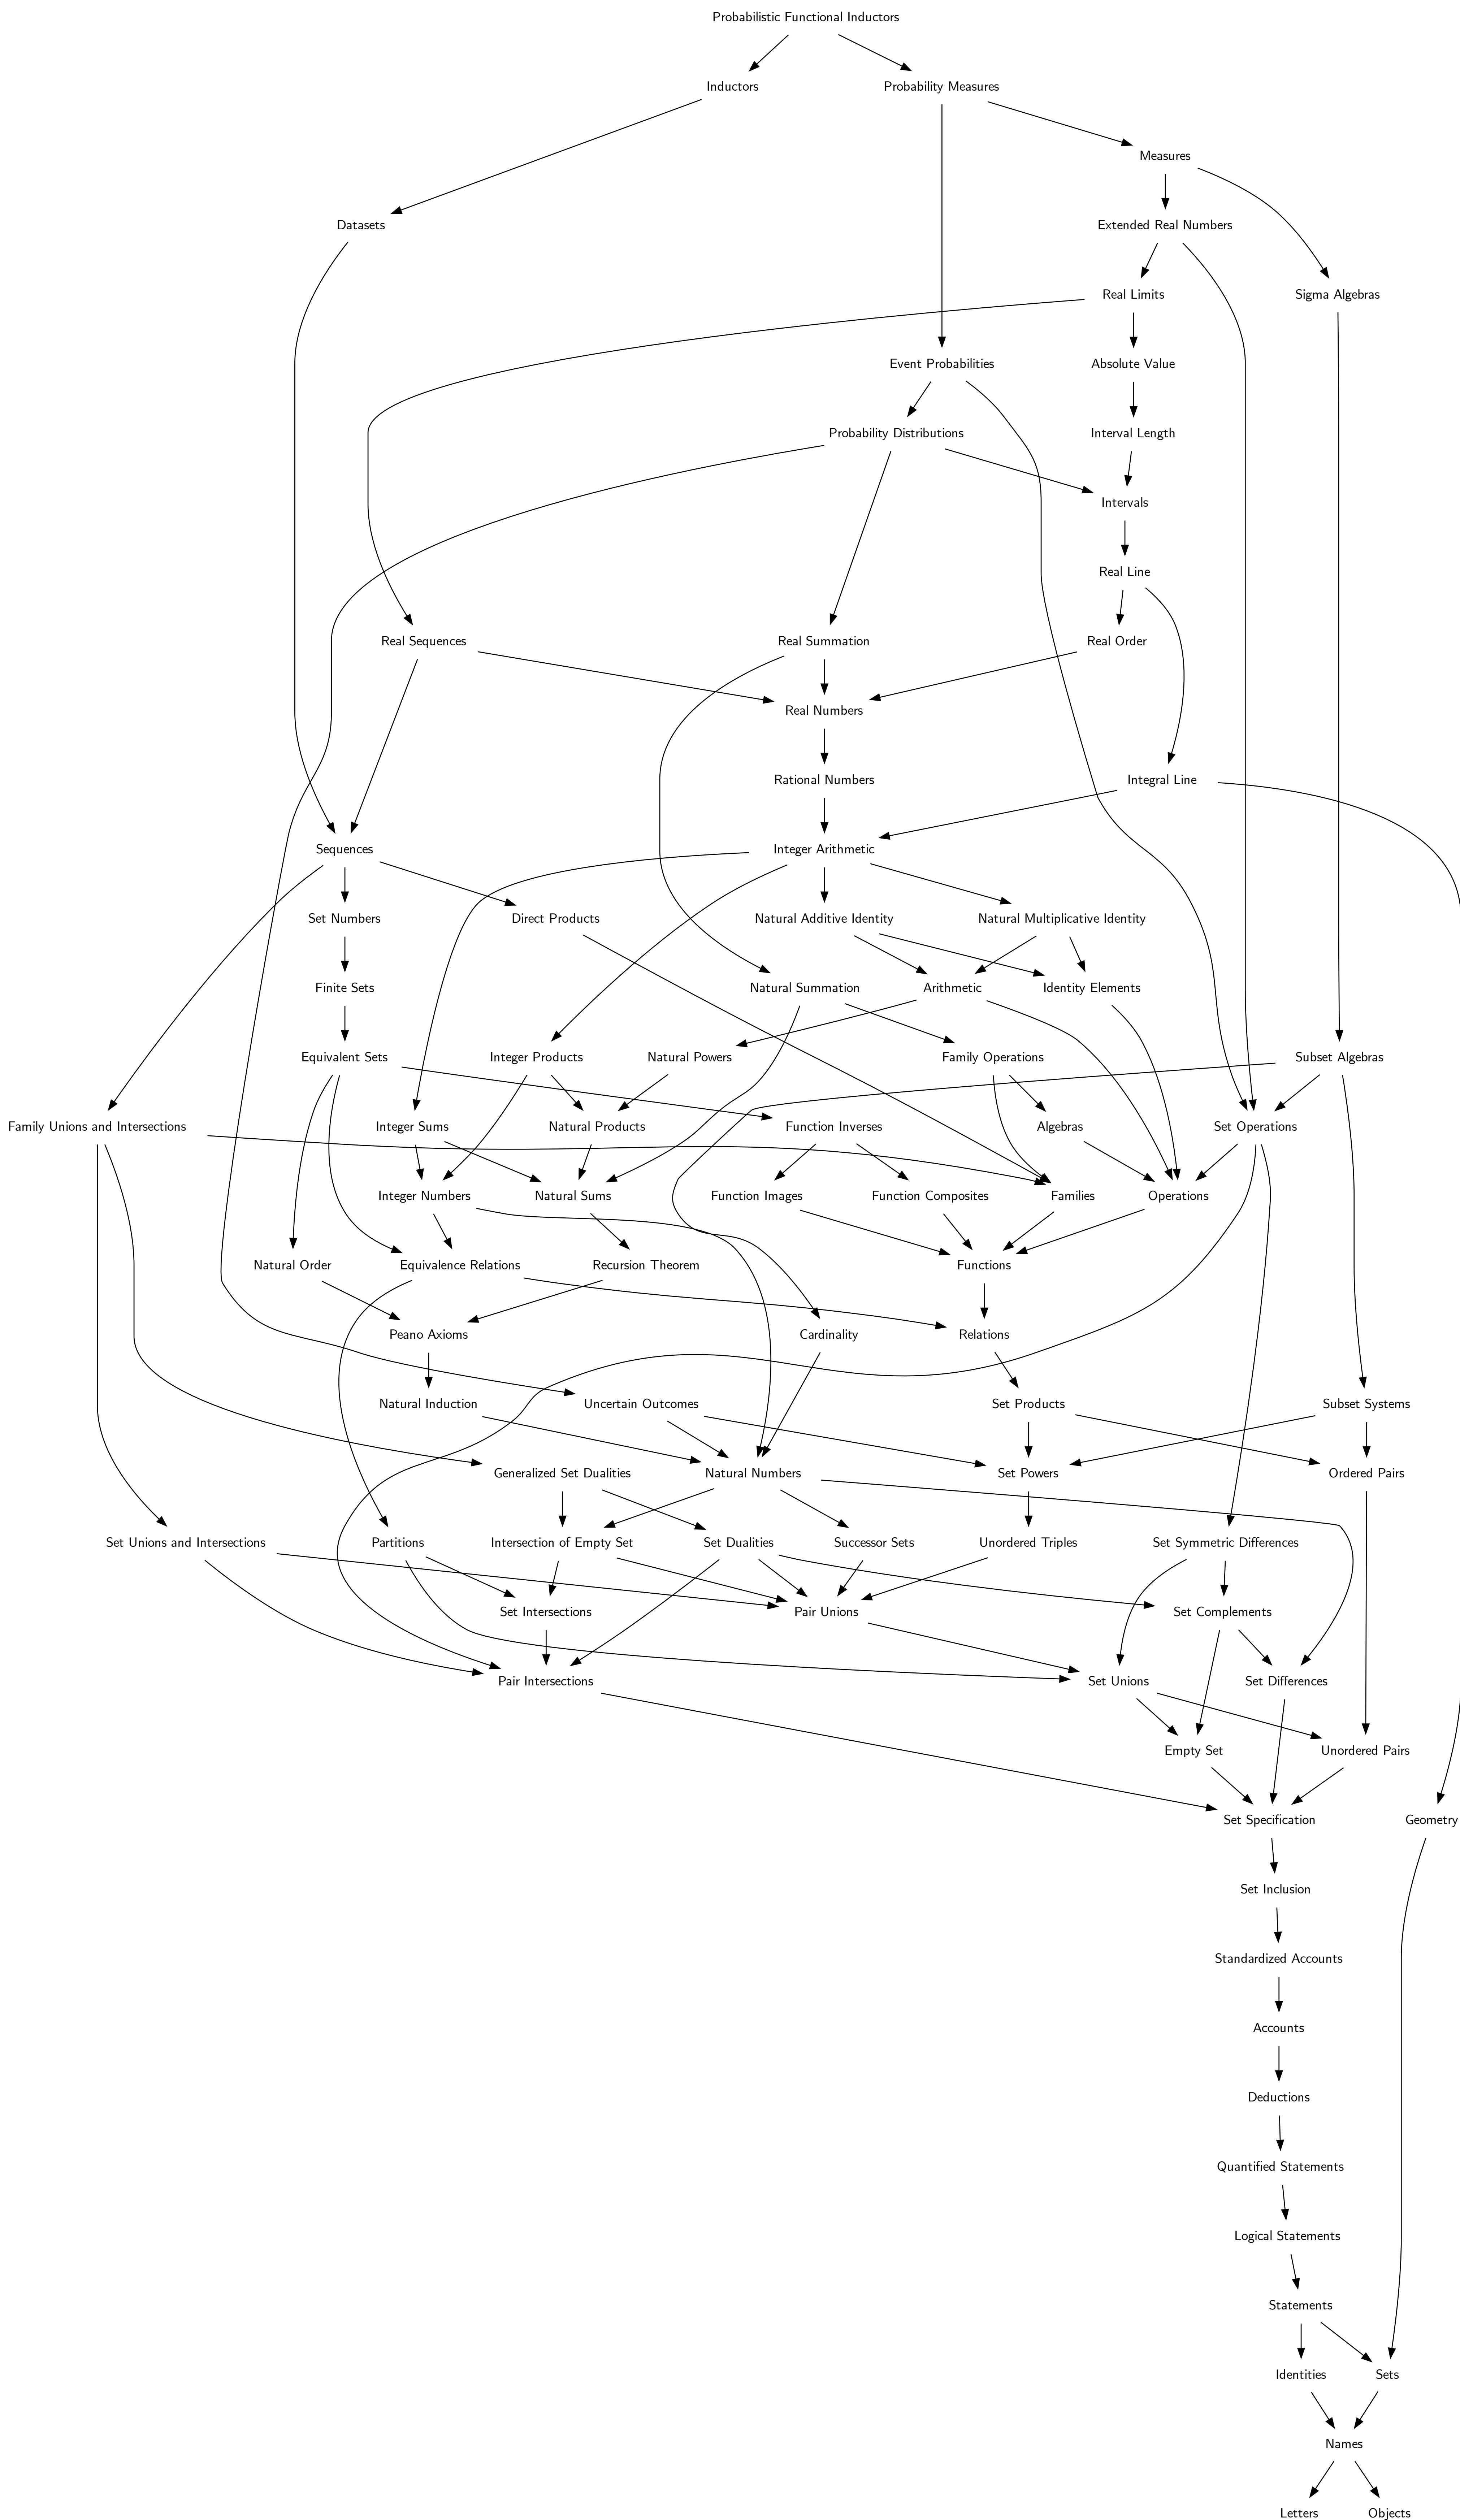 Probabilistic Functional Inductors
Inductors
Probability Measures
Measures
Datasets
Extended Real Numbers
Real Limits
Sigma Algebras
Event Probabilities
Absolute Value
Probability Distributions
Interval Length
Intervals
Real Line
Real Sequences
Real Summation
Real Order
Real Numbers
Rational Numbers
Integral Line
Sequences
Integer Arithmetic
Set Numbers
Direct Products
Natural Additive Identity
Natural Multiplicative Identity
Finite Sets
Natural Summation
Arithmetic
Identity Elements
Equivalent Sets
Integer Products
Natural Powers
Family Operations
Subset Algebras
Family Unions and Intersections
Integer Sums
Natural Products
Function Inverses
Algebras
Set Operations
Integer Numbers
Natural Sums
Function Images
Function Composites
Families
Operations
Natural Order
Equivalence Relations
Recursion Theorem
Functions
Peano Axioms
Cardinality
Relations
Natural Induction
Uncertain Outcomes
Set Products
Subset Systems
Generalized Set Dualities
Natural Numbers
Set Powers
Ordered Pairs
Set Unions and Intersections
Partitions
Intersection of Empty Set
Set Dualities
Successor Sets
Unordered Triples
Set Symmetric Differences
Set Intersections
Pair Unions
Set Complements
Pair Intersections
Set Unions
Set Differences
Empty Set
Unordered Pairs
Set Specification
Geometry
Set Inclusion
Standardized Accounts
Accounts
Deductions
Quantified Statements
Logical Statements
Statements
Identities
Sets
Names
Letters
Objects